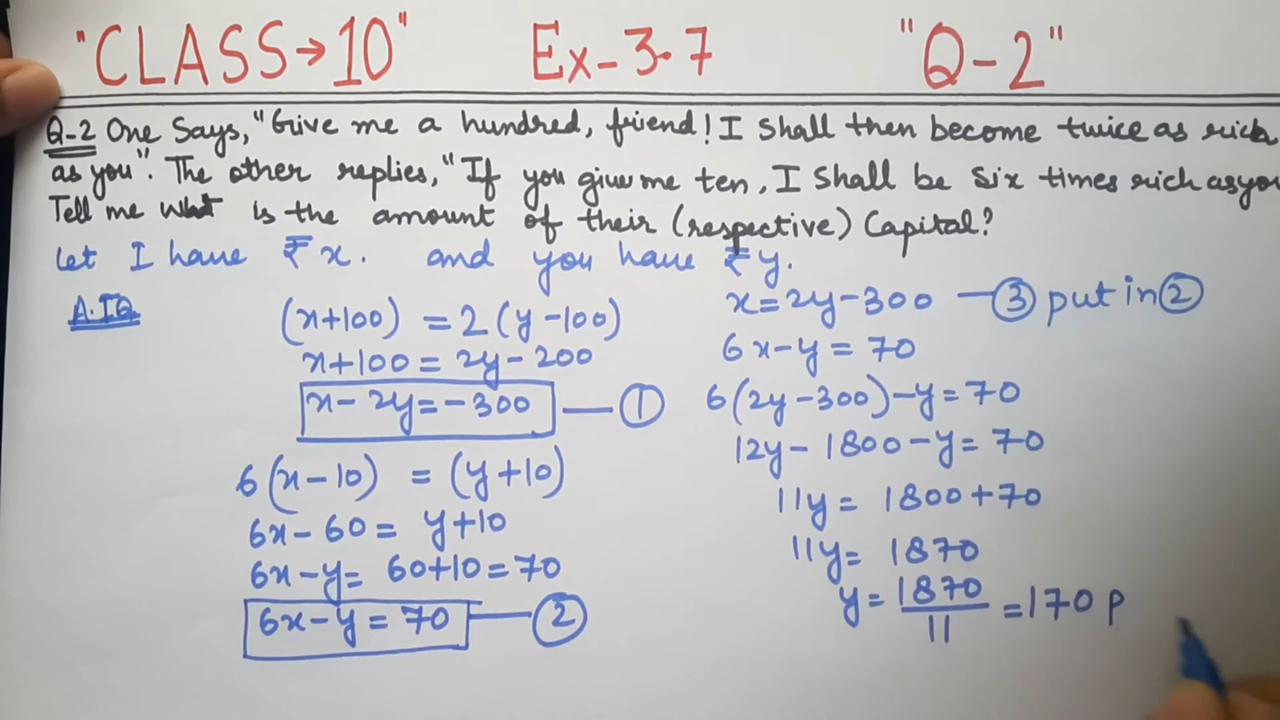 "CLASS→10" Ex-3.7 "Q-2"
Q-2 One Says, "Give me a hundred, friend! I Shall then become twice as rich
as you". The other replies, "If you give me ten, I Shall be Six times rich as you
Tell me what is the amount of their (respective) Capital?
Let I have ₹ x. and you have ₹ y.
A.T.Q.
(x+100) = 2(y-100)
x+100 = 2y-200
x-2y=-300 — ①
6(x-10) = (y+10)
6x-60= y+10
6x-y= 60+10=70
6x-y=70 — ②
x=2y-300 — ③ put in ②
6x-y=70
6(2y-300)-y=70
12y-1800-y=70
11y= 1800+70
11y= 1870
y= 1870/11 =170 p